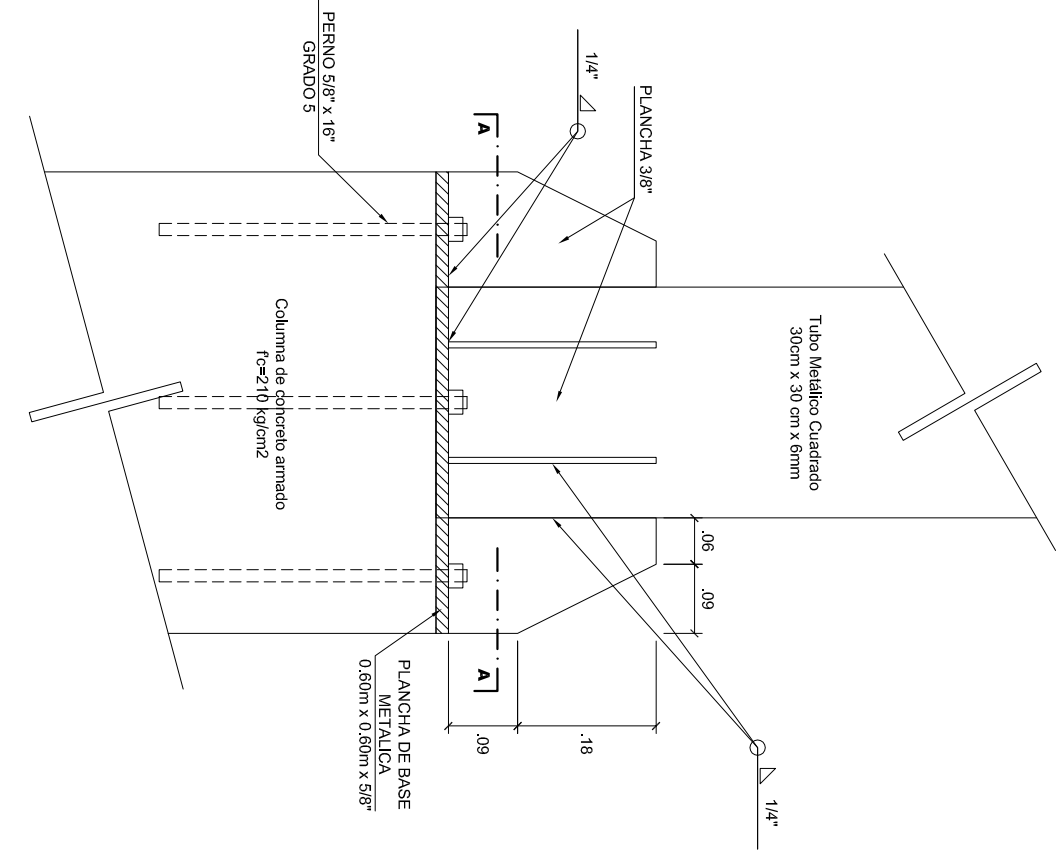 PERNO 5/8" x 16"
GRADO 5
1/4"
PLANCHA 3/8"
A
Columna de concreto armado
f'c=210 kg/cm2
Tubo Metálico Cuadrado
30cm x 30 cm x 6mm
.06
.09
A
.09
.18
PLANCHA DE BASE
METALICA
0.60m x 0.60m x 5/8"
1/4"